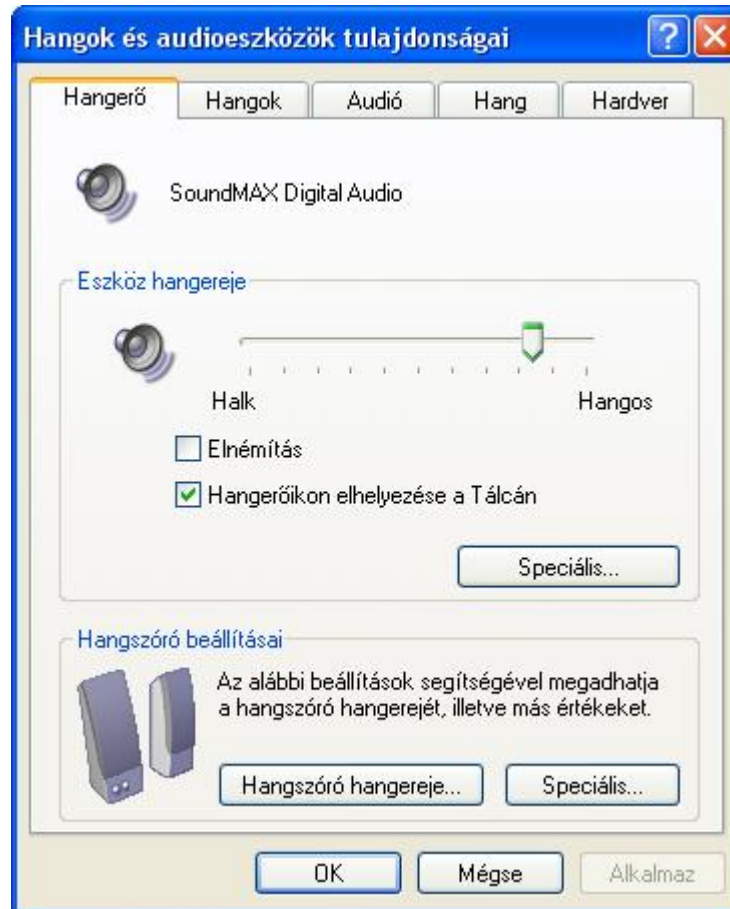 Hangok és audioeszközök tulajdonságai
Hangerő Hangok Audió Hang Hardver
SoundMAX Digital Audio
Eszköz hangereje
Halk Hangos
Elnémítás
Hangerőikon elhelyezése a Tálcán
Speciális...
Hangszóró beállításai
Az alábbi beállítások segítségével megadhatja
a hangszóró hangerejét, illetve más értékeket.
Hangszóró hangereje... Speciális...
OK Mégse Alkalmaz